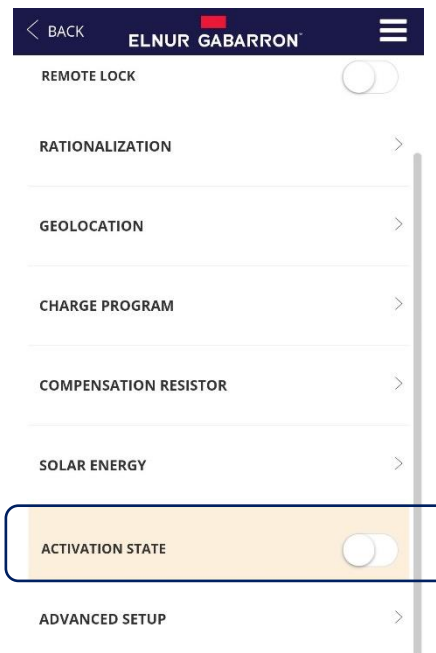 BACK
ELNUR GABARRON
REMOTE LOCK
RATIONALIZATION
GEOLOCATION
CHARGE PROGRAM
COMPENSATION RESISTOR
SOLAR ENERGY
ACTIVATION STATE
ADVANCED SETUP